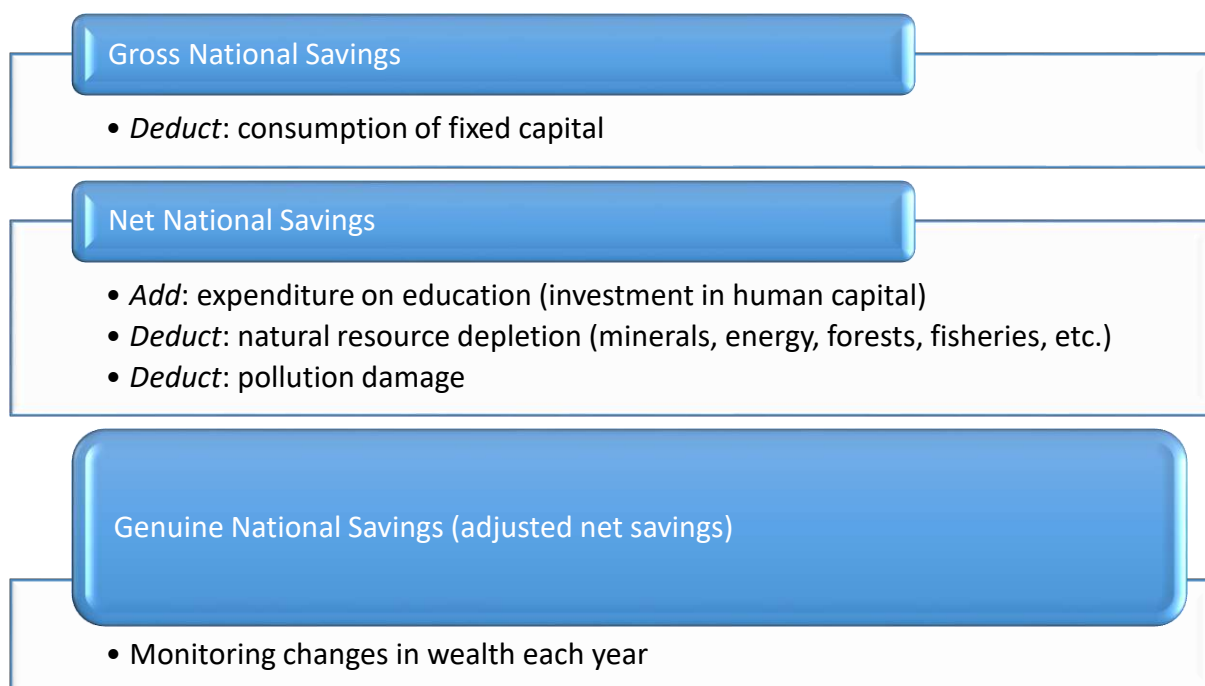 Gross National Savings
• Deduct: consumption of fixed capital
Net National Savings
• Add: expenditure on education (investment in human capital)
• Deduct: natural resource depletion (minerals, energy, forests, fisheries, etc.)
• Deduct: pollution damage
Genuine National Savings (adjusted net savings)
• Monitoring changes in wealth each year